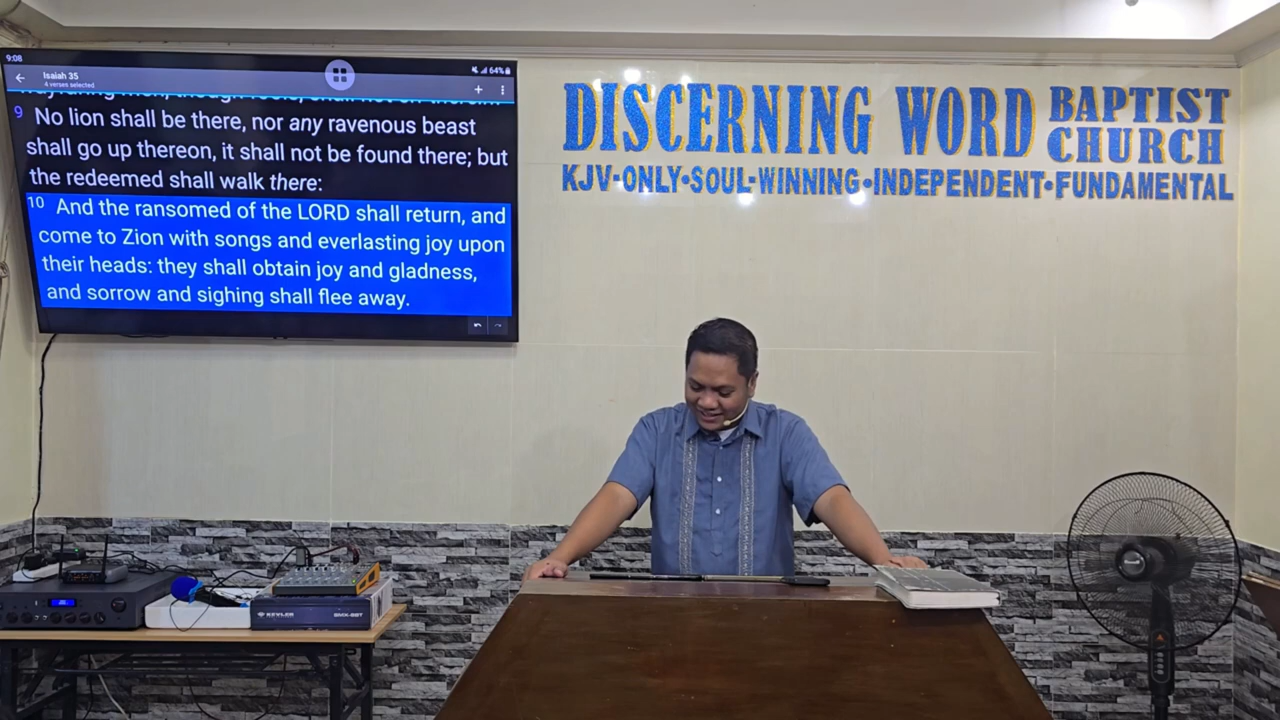 9:08
64%
Isaiah 35
4 verses selected
9 No lion shall be there, nor any ravenous beast
shall go up thereon, it shall not be found there; but
the redeemed shall walk there:
10 And the ransomed of the LORD shall return, and
come to Zion with songs and everlasting joy upon
their heads: they shall obtain joy and gladness,
and sorrow and sighing shall flee away.
DISCERNING WORD BAPTIST
CHURCH
KJV-ONLY•SOUL-WINNING•INDEPENDENT•FUNDAMENTAL
KEVLER